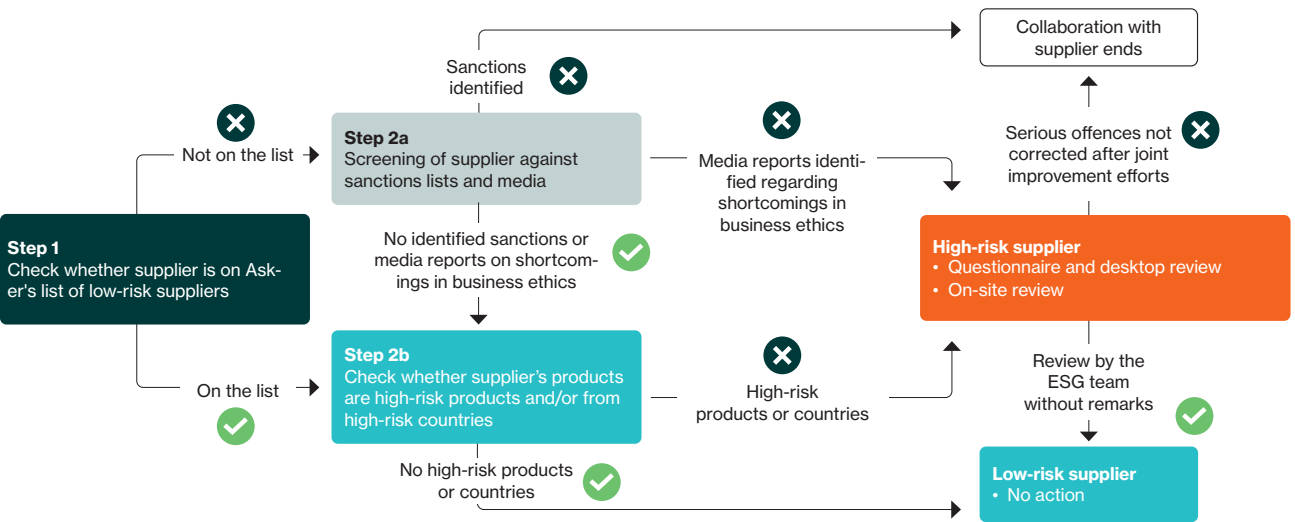 Collaboration with
supplier ends
Sanctions
identified
Not on the list
Step 2a
Screening of supplier against
sanctions lists and media
Media reports identi-
fied regarding
shortcomings in
business ethics
Serious offences not
corrected after joint
improvement efforts
Step 1
Check whether supplier is on Ask-
er's list of low-risk suppliers
No identified sanctions or
media reports on shortcom-
ings in business ethics
High-risk supplier
• Questionnaire and desktop review
• On-site review
On the list
Step 2b
Check whether supplier’s products
are high-risk products and/or from
high-risk countries
High-risk
products or countries
Review by the
ESG team
without remarks
No high-risk products
or countries
Low-risk supplier
• No action